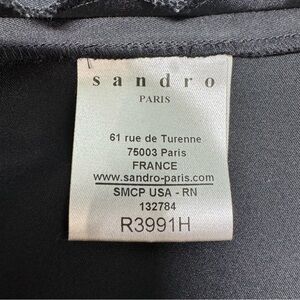 sandro
PARIS
61 rue de Turenne
75003 Paris
FRANCE
www.sandro-paris.com
SMCP USA - RN
132784
R3991H